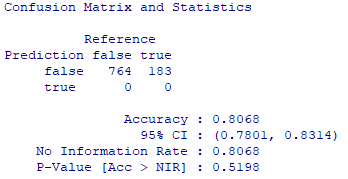 Confusion Matrix and Statistics
Reference
Prediction false true
false 764 183
true 0 0
Accuracy : 0.8068
95% CI : (0.7801, 0.8314)
No Information Rate : 0.8068
P-Value [Acc > NIR] : 0.5198